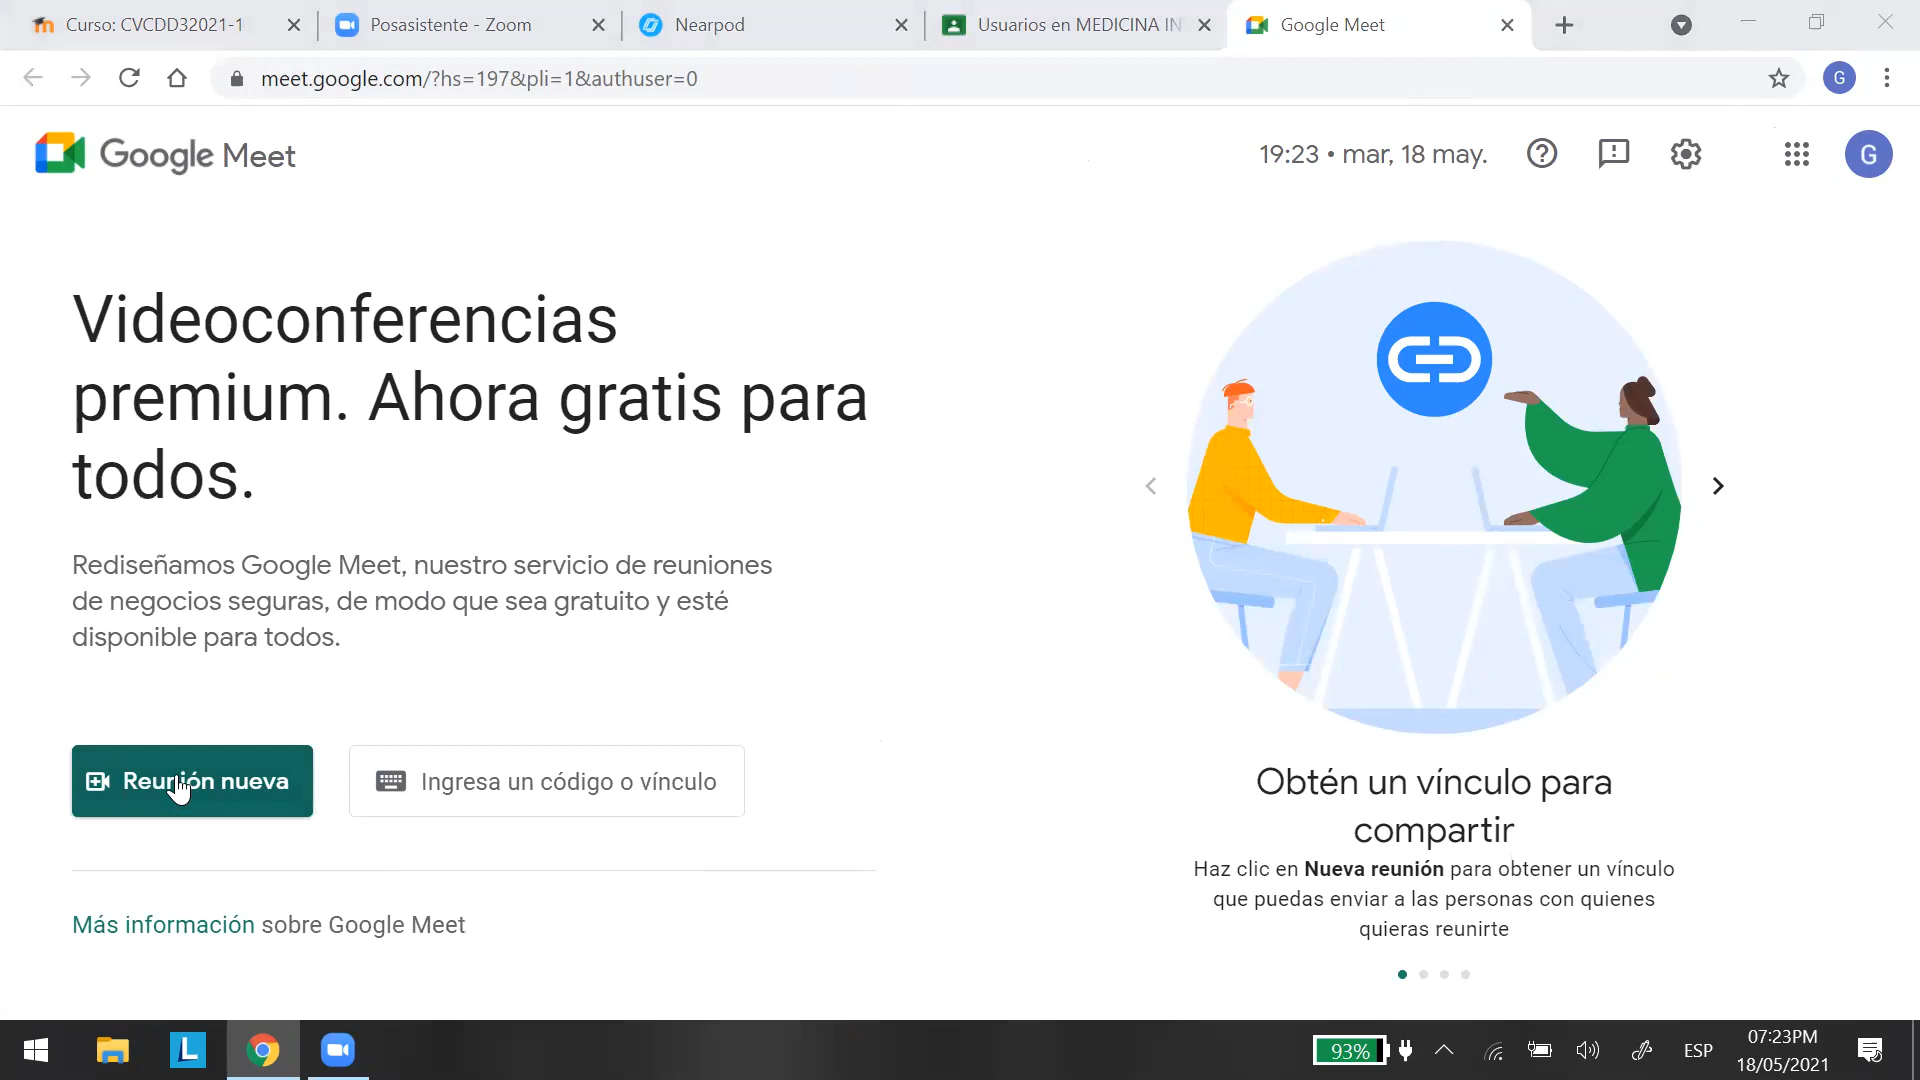 Curso: CVCDD32021-1
Posasistente - Zoom
Nearpod
Usuarios en MEDICINA IN
Google Meet
meet.google.com/?hs=197&pli=1&authuser=0
G
Google Meet
19:23 • mar, 18 may.
G
Videoconferencias
premium. Ahora gratis para
todos.
Rediseñamos Google Meet, nuestro servicio de reuniones
de negocios seguras, de modo que sea gratuito y esté
disponible para todos.
Reunión nueva
Ingresa un código o vínculo
Más información sobre Google Meet
Obtén un vínculo para
compartir
Haz clic en Nueva reunión para obtener un vínculo
que puedas enviar a las personas con quienes
quieras reunirte
L
93%
ESP
07:23PM
18/05/2021